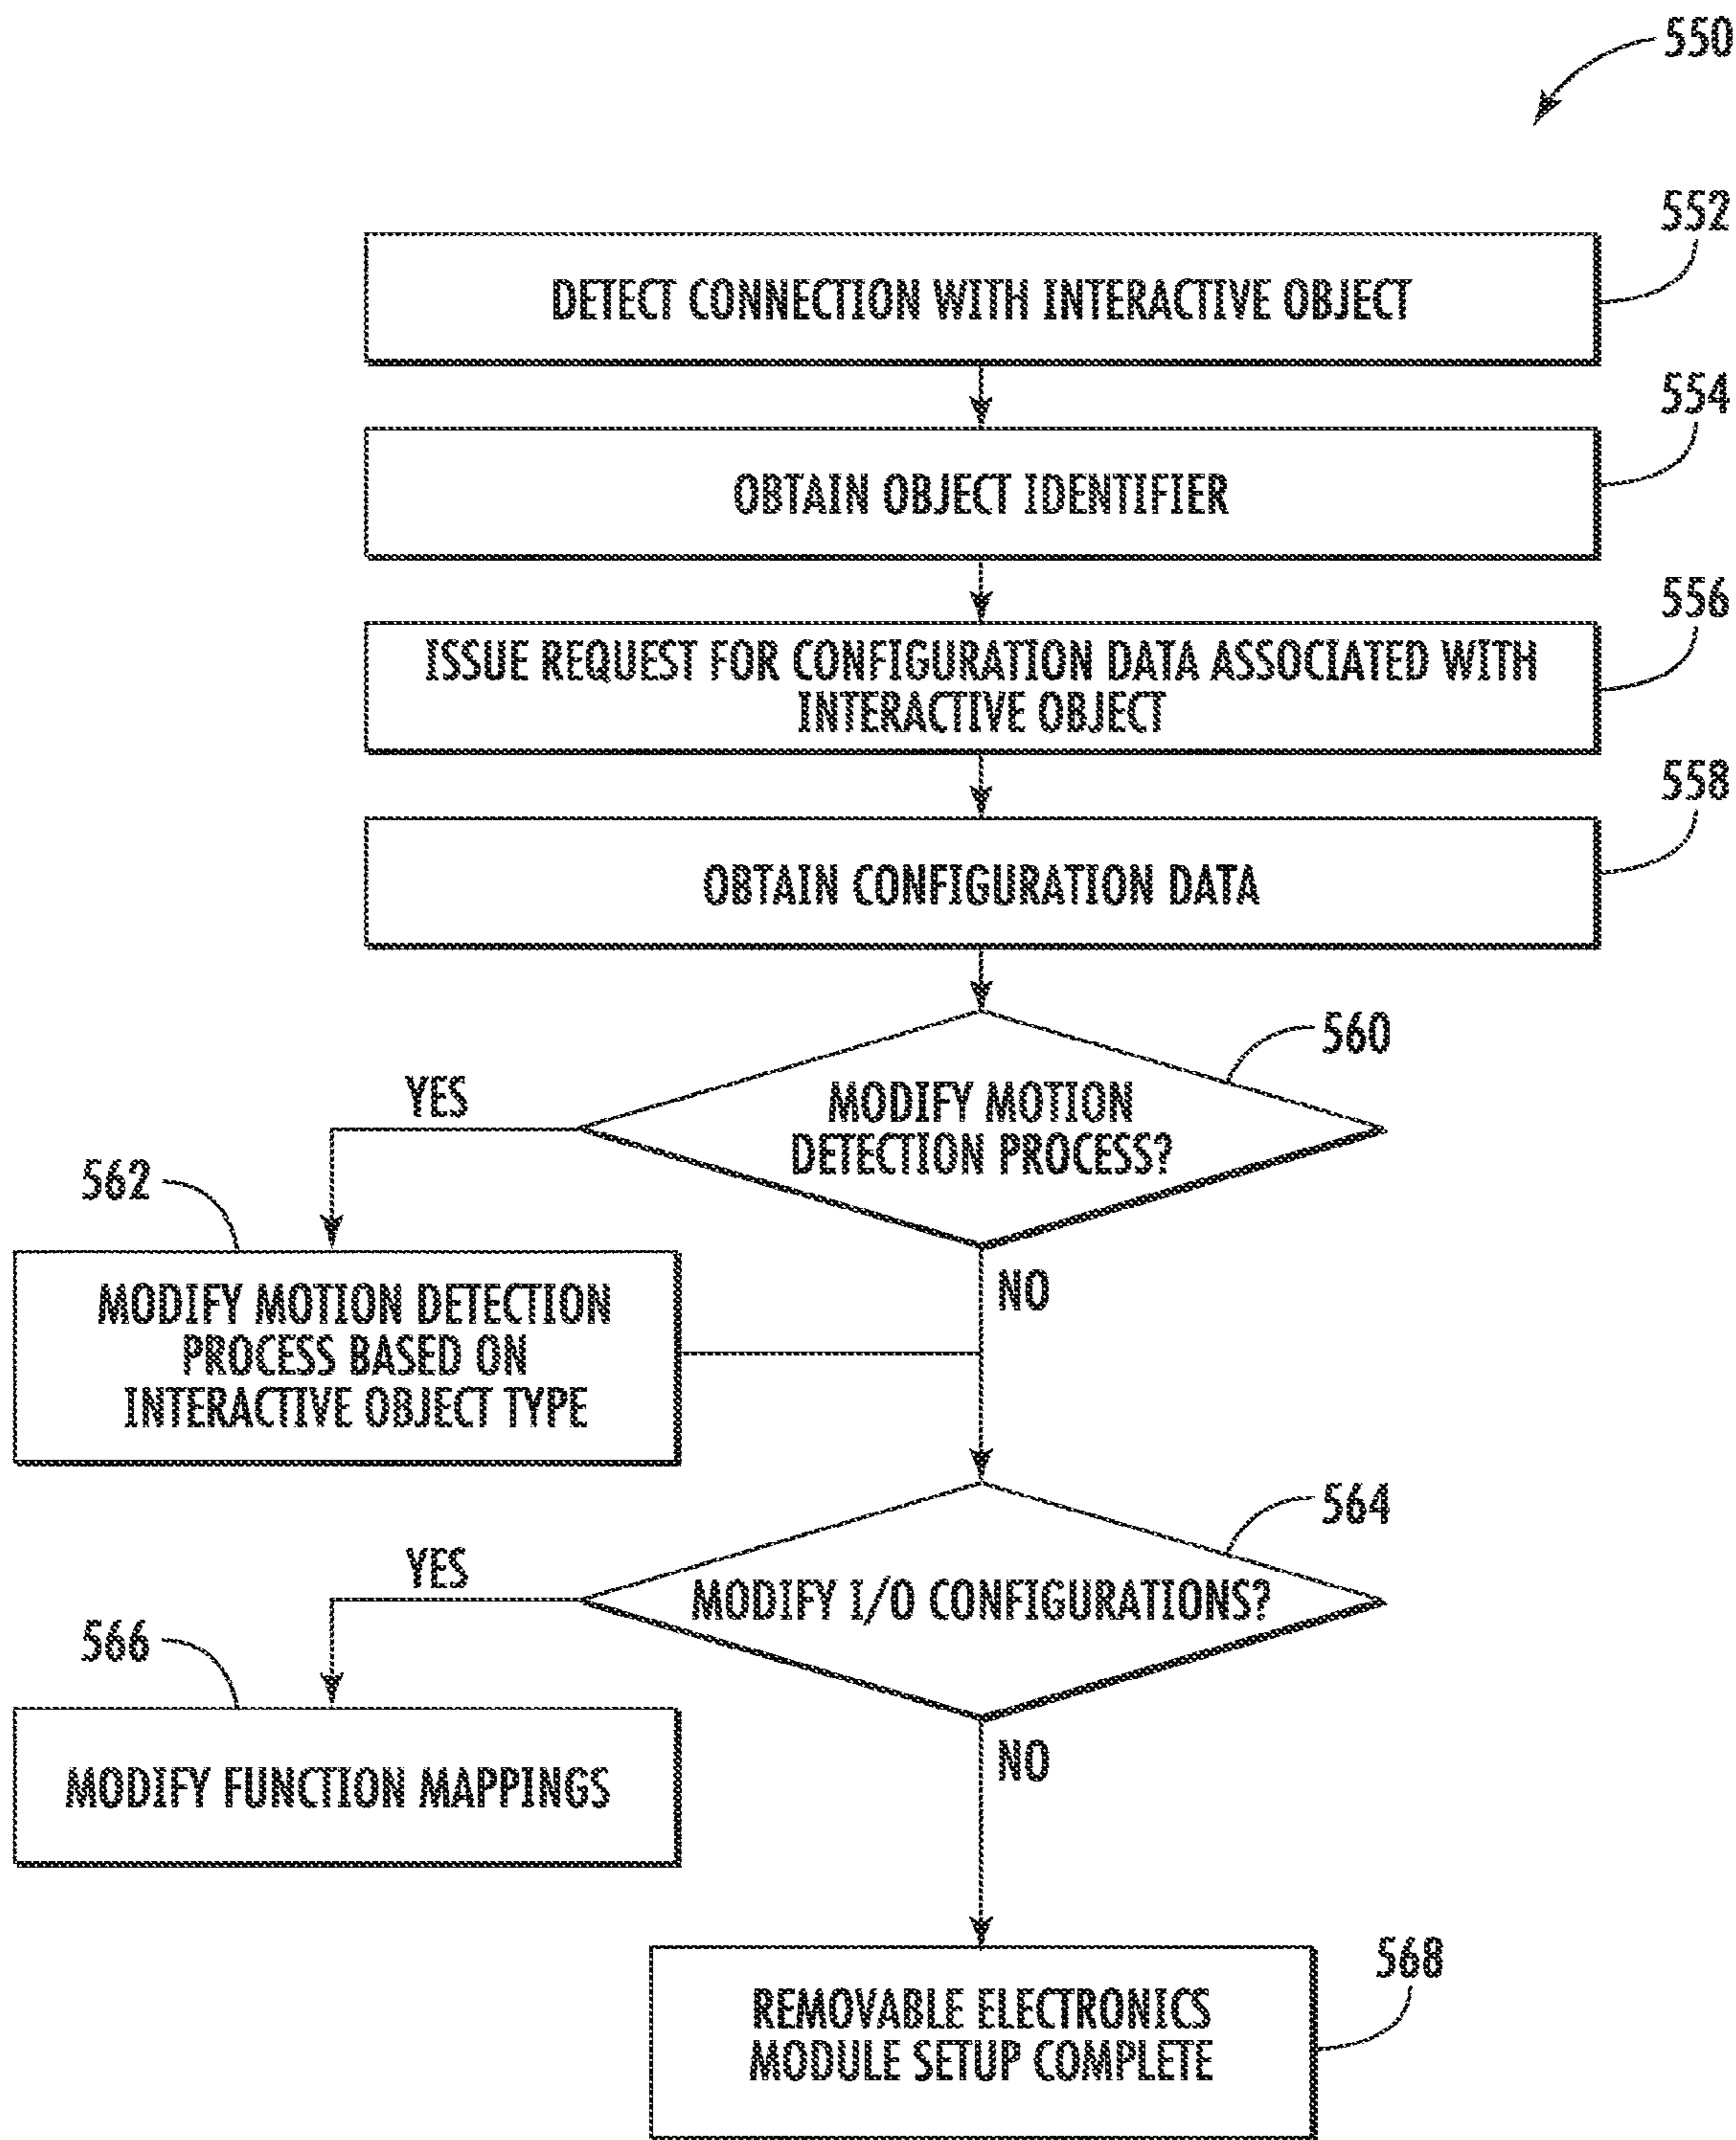 550
552
DETECT CONNECTION WITH INTERACTIVE OBJECT
554
OBTAIN OBJECT IDENTIFIER
556
ISSUE REQUEST FOR CONFIGURATION DATA ASSOCIATED WITH
INTERACTIVE OBJECT
558
OBTAIN CONFIGURATION DATA
560
YES
MODIFY MOTION
DETECTION PROCESS?
562
NO
MODIFY MOTION DETECTION
PROCESS BASED ON
INTERACTIVE OBJECT TYPE
564
YES
MODIFY I/O CONFIGURATIONS?
566
NO
MODIFY FUNCTION MAPPINGS
568
REMOVABLE ELECTRONICS
MODULE SETUP COMPLETE